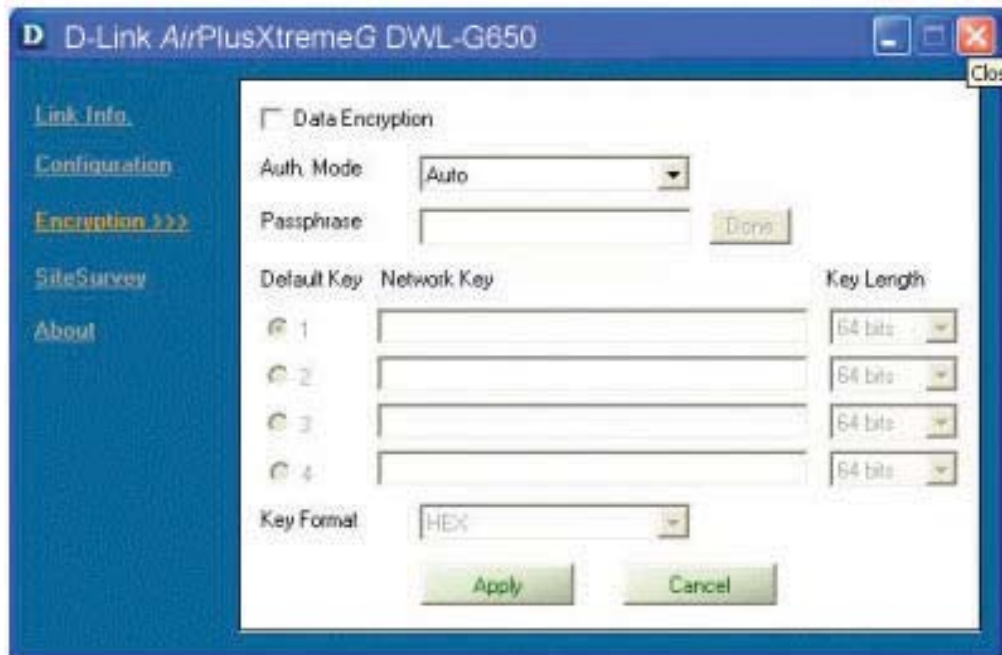 D D-Link AirPlusXtremeG DWL-G650
Clos
Link Info.
Data Encryption
Configuration
Auth. Mode Auto
Encryption >>>
Passphrase Done
SiteSurvey
Default Key Network Key Key Length
About
1 64 bits
2 64 bits
3 64 bits
4 64 bits
Key Format HEX
Apply Cancel